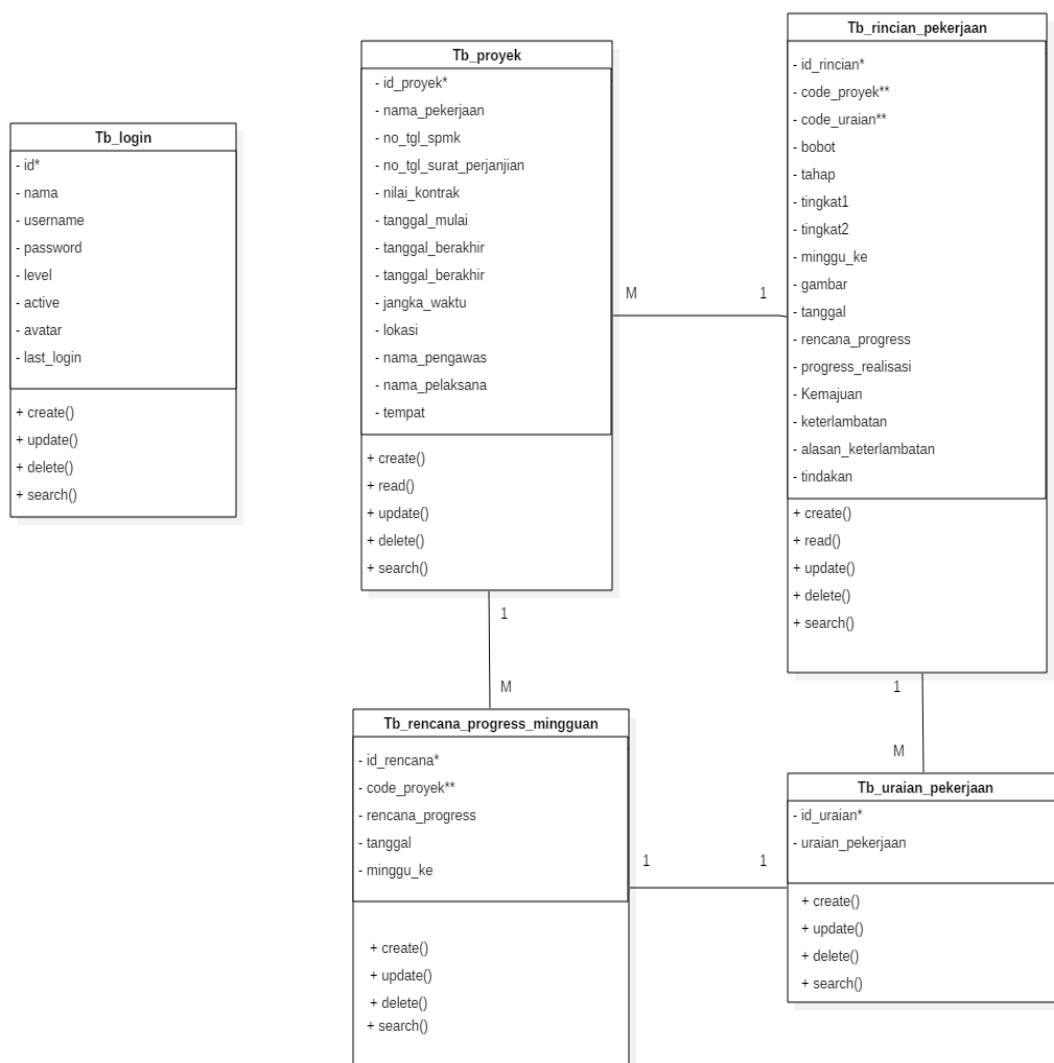 Tb_login
- id*
- nama
- username
- password
- level
- active
- avatar
- last_login
+ create()
+ update()
+ delete()
+ search()
Tb_proyek
- id_proyek*
- nama_pekerjaan
- no_tgl_spmk
- no_tgl_surat_perjanjian
- nilai_kontrak
- tanggal_mulai
- tanggal_berakhir
- tanggal_berakhir
- jangka_waktu
- lokasi
- nama_pengawas
- nama_pelaksana
- tempat
+ create()
+ read()
+ update()
+ delete()
+ search()
M
1
Tb_rincian_pekerjaan
- id_rincian*
- code_proyek**
- code_uraian**
- bobot
- tahap
- tingkat1
- tingkat2
- minggu_ke
- gambar
- tanggal
- rencana_progress
- progress_realisasi
- Kemajuan
- keterlambatan
- alasan_keterlambatan
- tindakan
+ create()
+ read()
+ update()
+ delete()
+ search()
1
M
1
M
Tb_rencana_progress_mingguan
- id_rencana*
- code_proyek**
- rencana_progress
- tanggal
- minggu_ke
+ create()
+ update()
+ delete()
+ search()
1
1
Tb_uraian_pekerjaan
- id_uraian*
- uraian_pekerjaan
+ create()
+ update()
+ delete()
+ search()